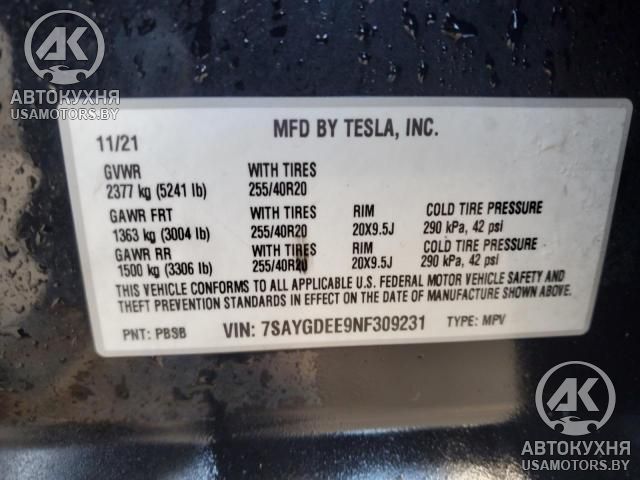 АК
АВТОКУХНЯ
USAMOTORS.BY
11/21 MFD BY TESLA, INC.
GVWR WITH TIRES
2377 kg (5241 lb) 255/40R20
GAWR FRT WITH TIRES RIM COLD TIRE PRESSURE
1363 kg (3004 lb) 255/40R20 20X9.5J 290 kPa, 42 psi
GAWR RR WITH TIRES RIM COLD TIRE PRESSURE
1500 kg (3306 lb) 255/40R20 20X9.5J 290 kPa, 42 psi
THIS VEHICLE CONFORMS TO ALL APPLICABLE U.S. FEDERAL MOTOR VEHICLE SAFETY AND
THEFT PREVENTION STANDARDS IN EFFECT ON THE DATE OF MANUFACTURE SHOWN ABOVE.
PNT: PBSB VIN: 7SAYGDEE9NF309231 TYPE: MPV
АК
АВТОКУХНЯ
USAMOTORS.BY